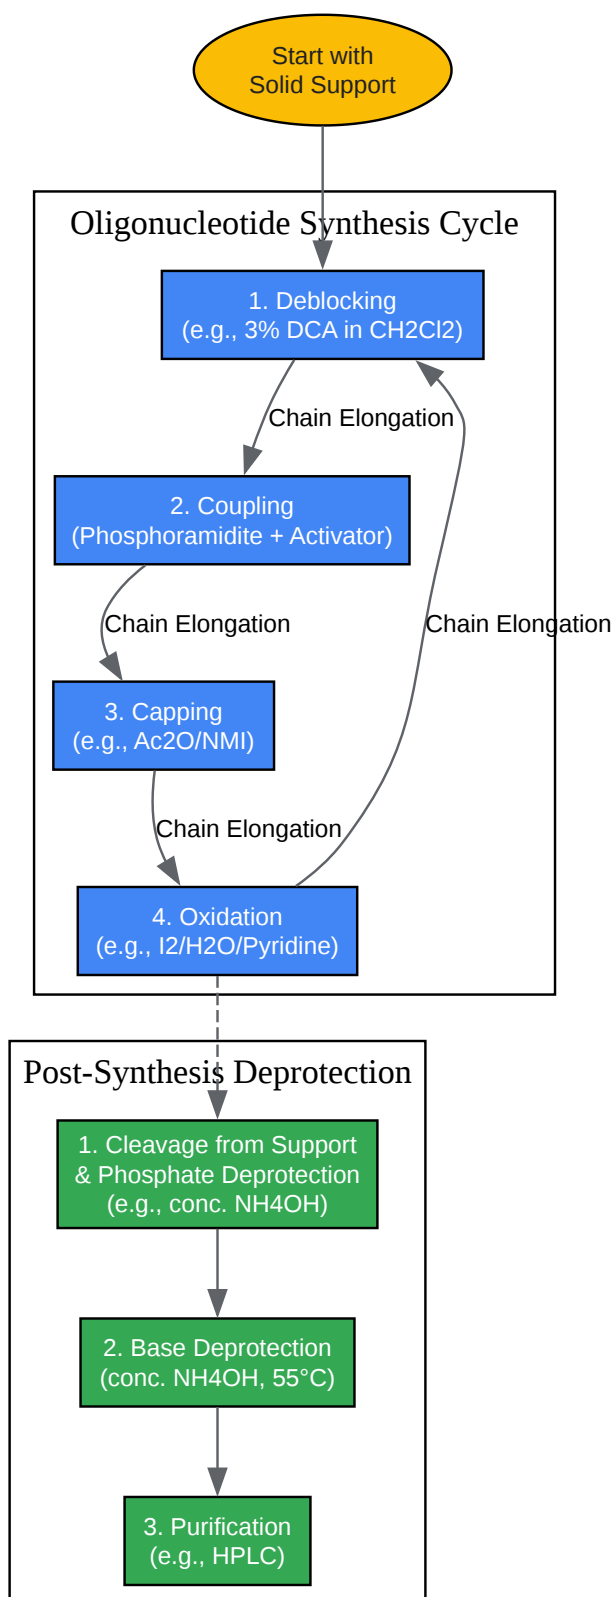 Start with
Solid Support
Oligonucleotide Synthesis Cycle
1. Deblocking
(e.g., 3% DCA in CH2Cl2)
Chain Elongation
2. Coupling
(Phosphoramidite + Activator)
Chain Elongation
Chain Elongation
3. Capping
(e.g., Ac2O/NMI)
Chain Elongation
4. Oxidation
(e.g., I2/H2O/Pyridine)
Post-Synthesis Deprotection
1. Cleavage from Support
& Phosphate Deprotection
(e.g., conc. NH4OH)
2. Base Deprotection
(conc. NH4OH, 55°C)
3. Purification
(e.g., HPLC)